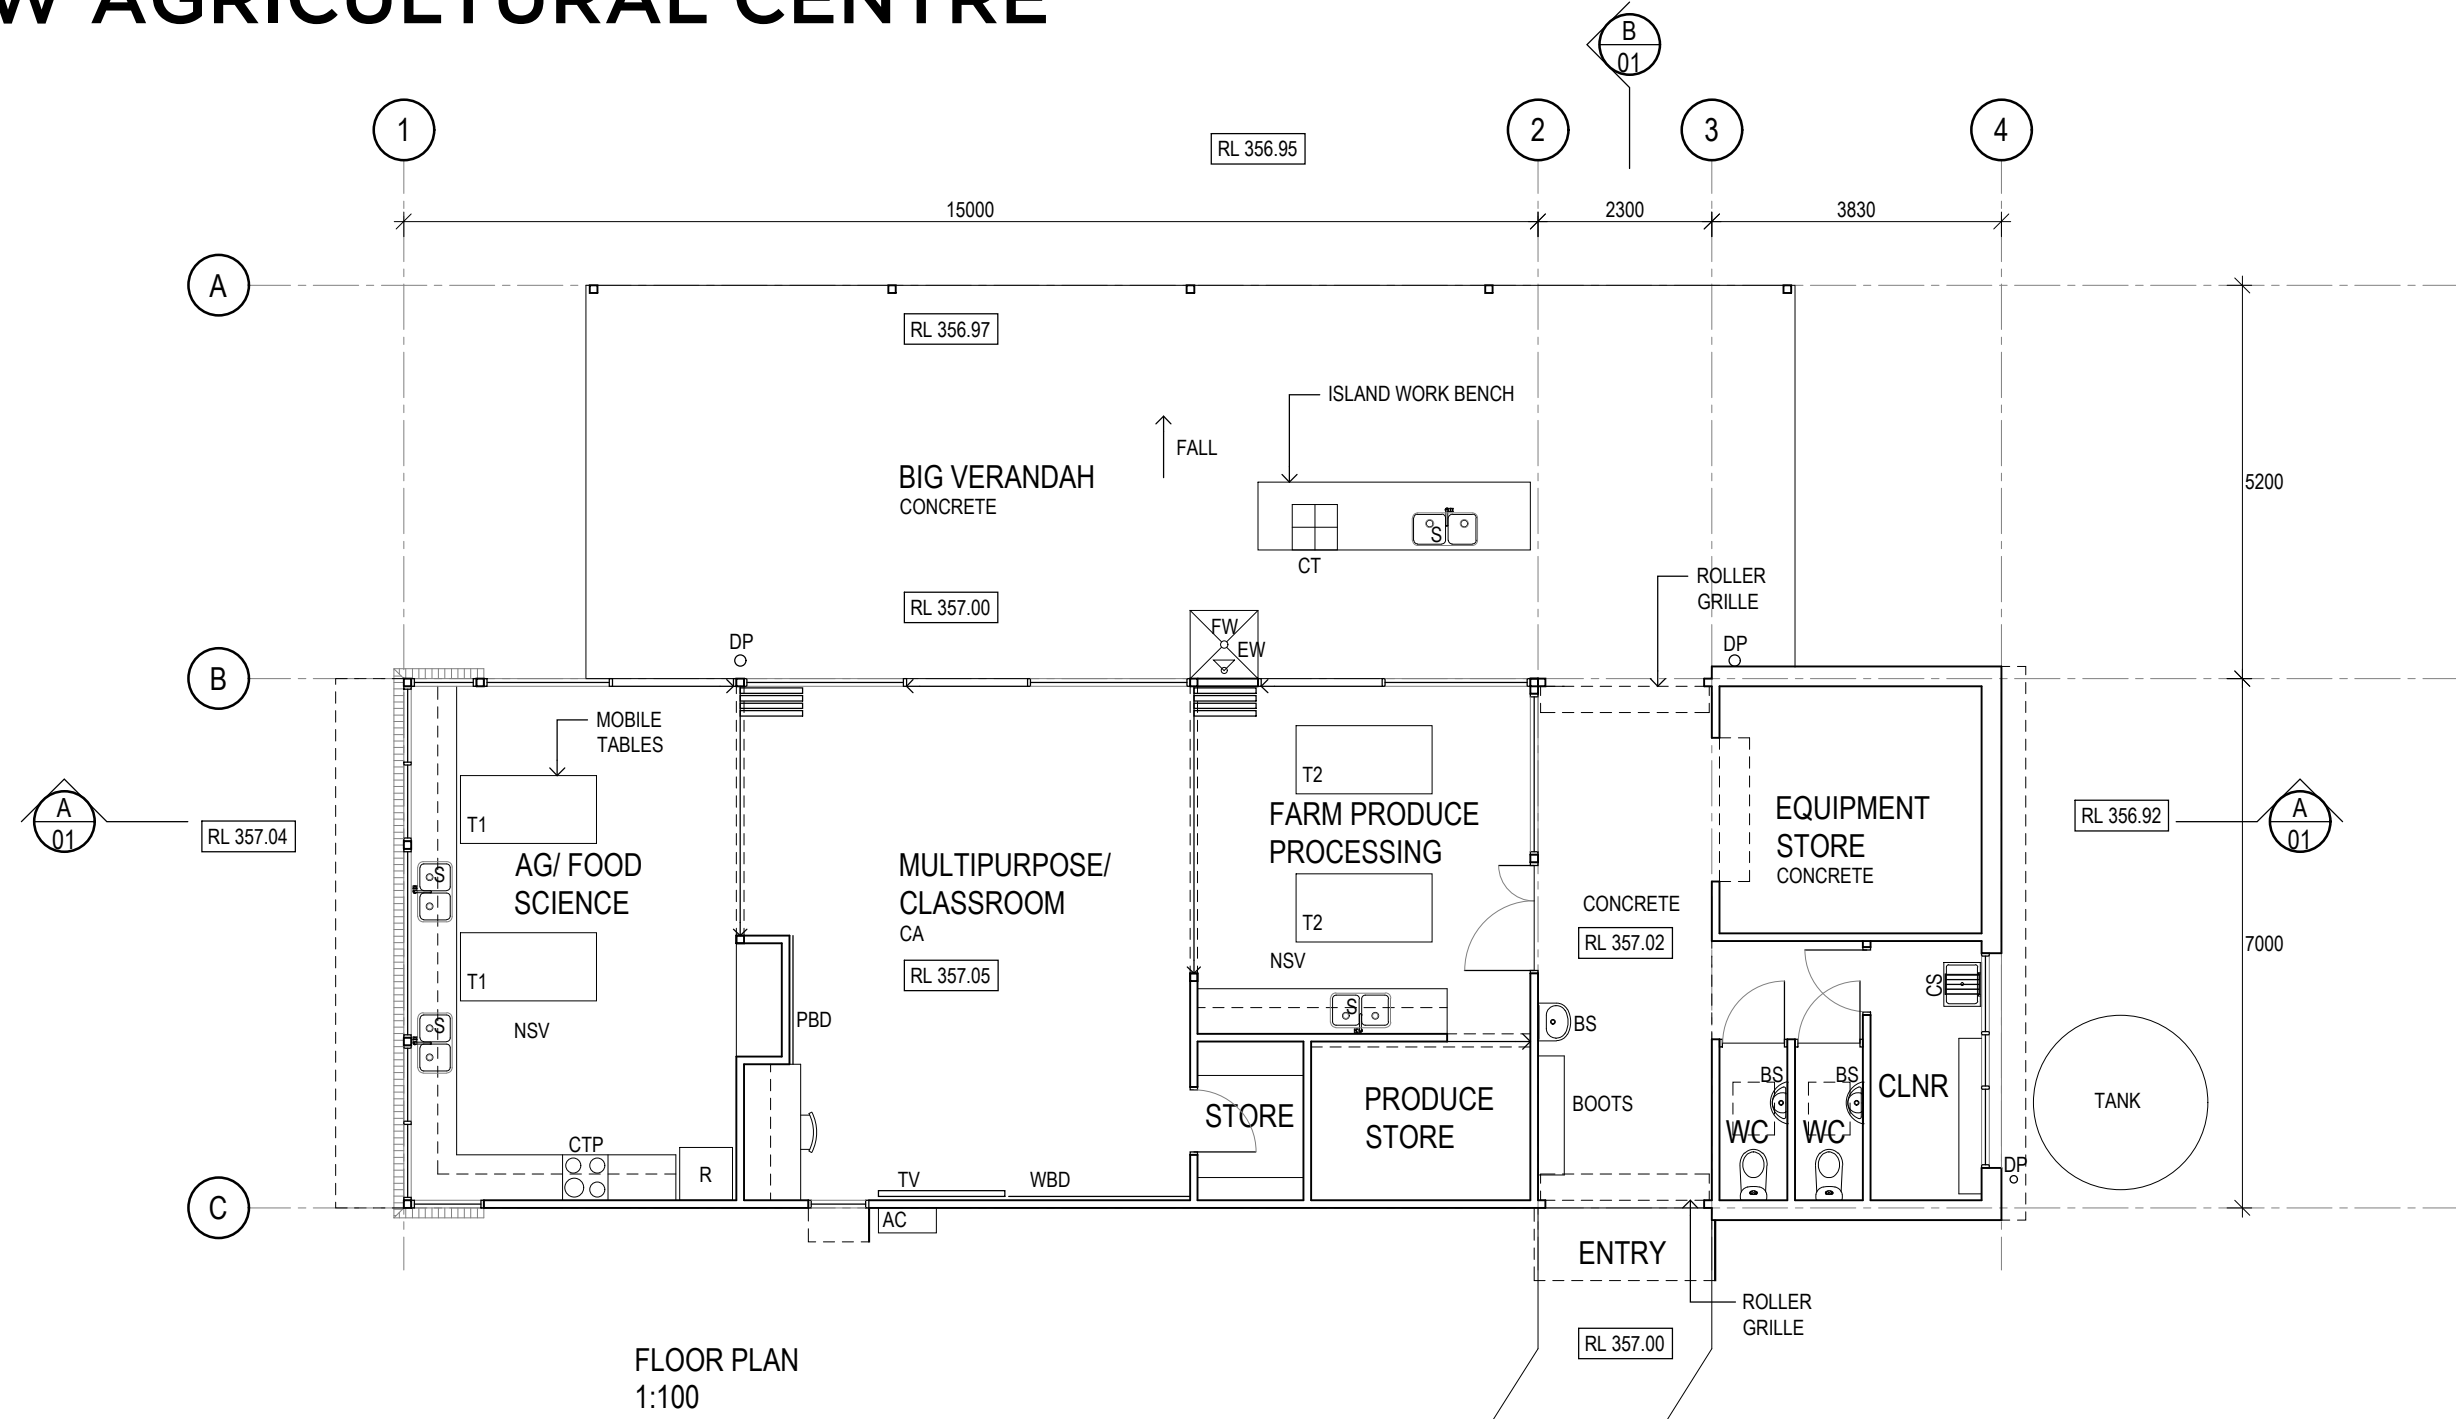 W AGRICULTURAL CENTRE
B
01
1
2
3
4
RL 356.95
15000
2300
3830
A
RL 356.97
ISLAND WORK BENCH
FALL
BIG VERANDAH
CONCRETE
S
5200
CT
ROLLER
GRILLE
RL 357.00
FW
EW
DP
DP
B
MOBILE
TABLES
T1
T2
FARM PRODUCE
PROCESSING
EQUIPMENT
STORE
CONCRETE
A
01
RL 357.04
RL 356.92
A
01
AG/ FOOD
SCIENCE
S
MULTIPURPOSE/
CLASSROOM
CA
RL 357.05
T2
NSV
CONCRETE
RL 357.02
7000
T1
NSV
S
PBD
S
BS
CS
BS
BS
CLNR
STORE
PRODUCE
STORE
BOOTS
WC
WC
TANK
CTP
R
TV
WBD
DP
C
AC
ENTRY
ROLLER
GRILLE
RL 357.00
FLOOR PLAN
1:100